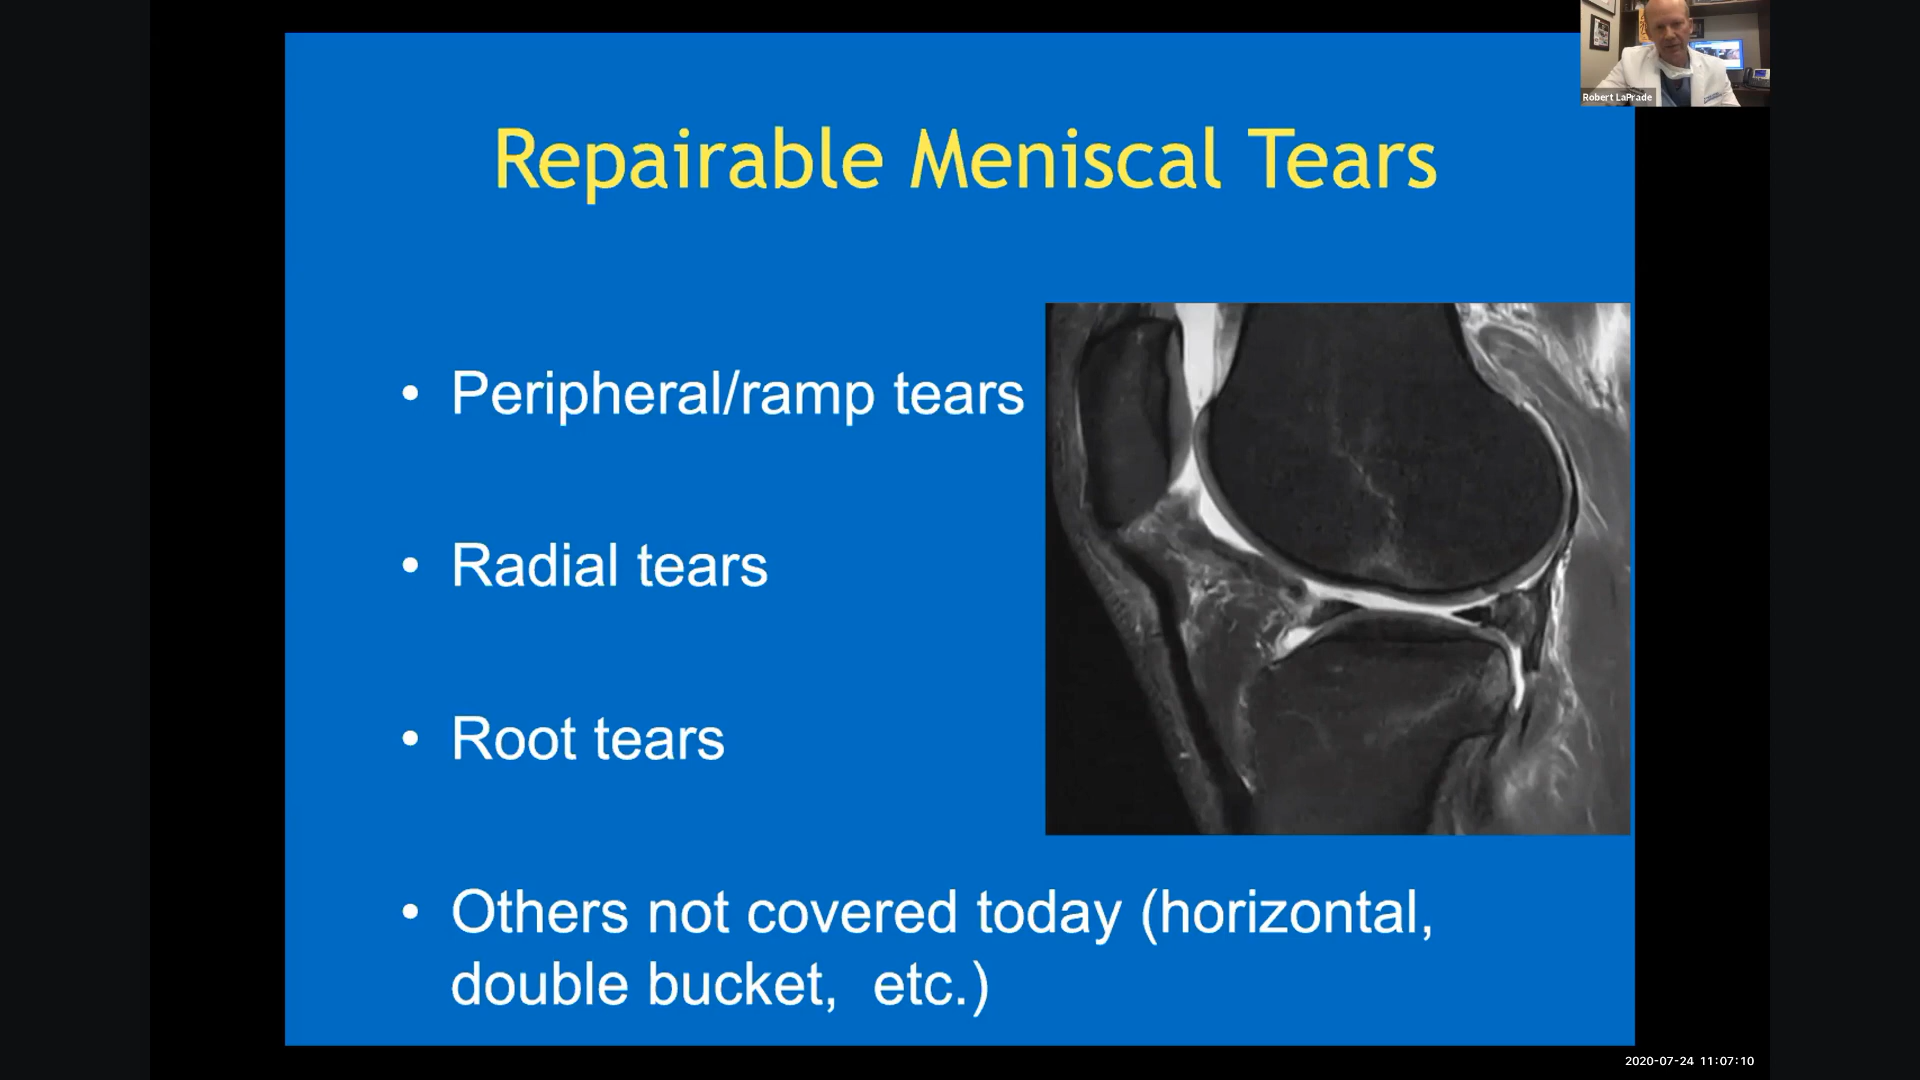 Robert LaPrade
Repairable Meniscal Tears
• Peripheral/ramp tears
• Radial tears
• Root tears
• Others not covered today (horizontal,
double bucket, etc.)
2020-07-24 11:07:10